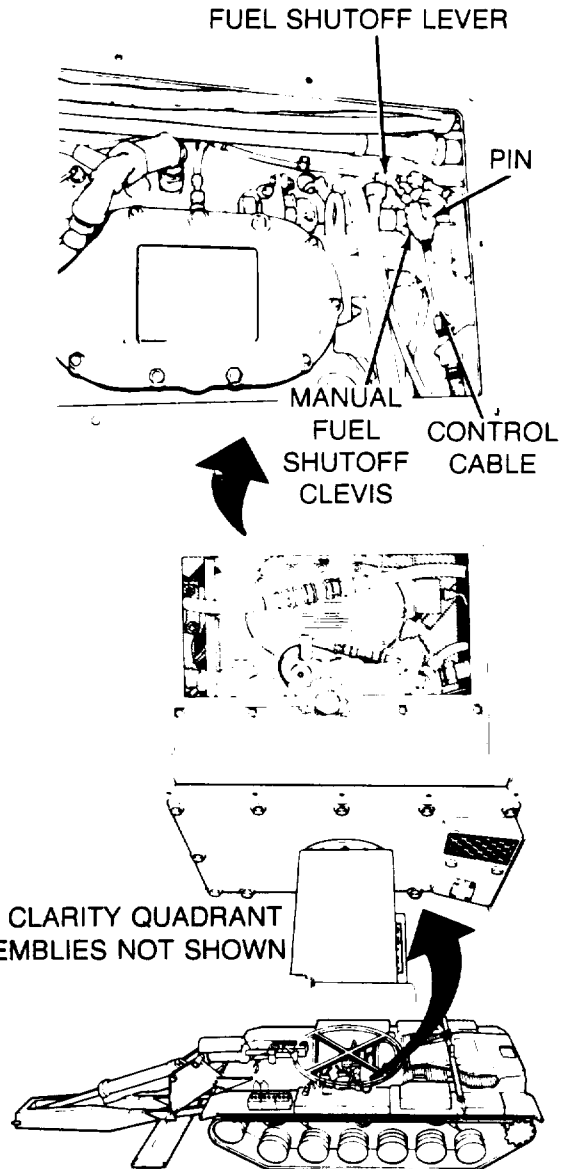 FUEL SHUTOFF LEVER
PIN
MANUAL
FUEL
SHUTOFF
CLEVIS
CONTROL
CABLE
CLARITY QUADRANT
EMBLIES NOT SHOWN